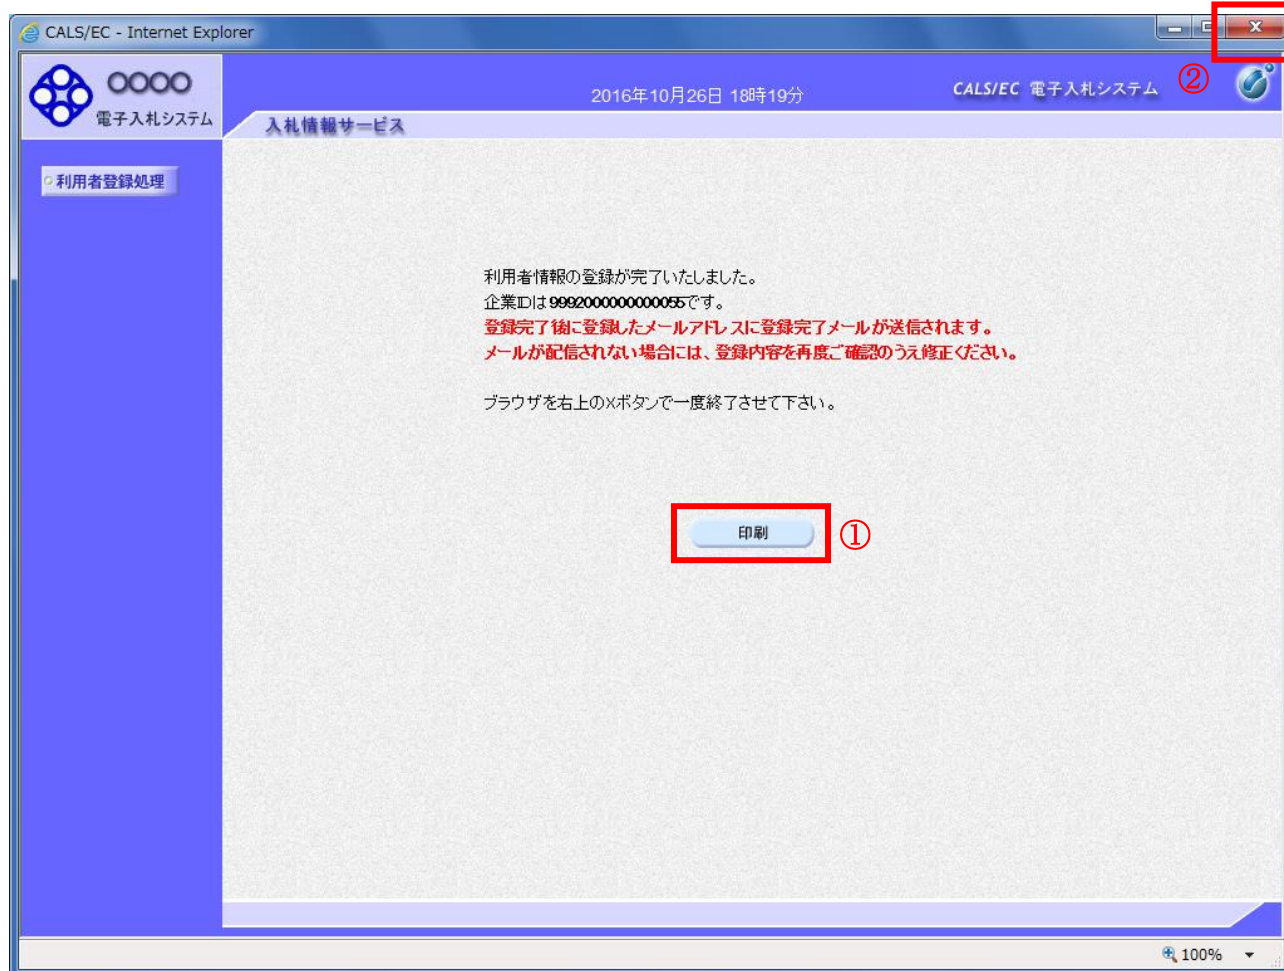 CALS/EC - Internet Explorer
〇〇〇〇
電子入札システム
2016年10月26日 18時19分
CALS/EC 電子入札システム
②
入札情報サービス
利用者登録処理
利用者情報の登録が完了いたしました。
企業IDは9992000000000055です。
登録完了後に登録したメールアドレスに登録完了メールが送信されます。
メールが配信されない場合には、登録内容を再度ご確認のうえ修正ください。
ブラウザを右上の×ボタンで一度終了させて下さい。
印刷
①
100%